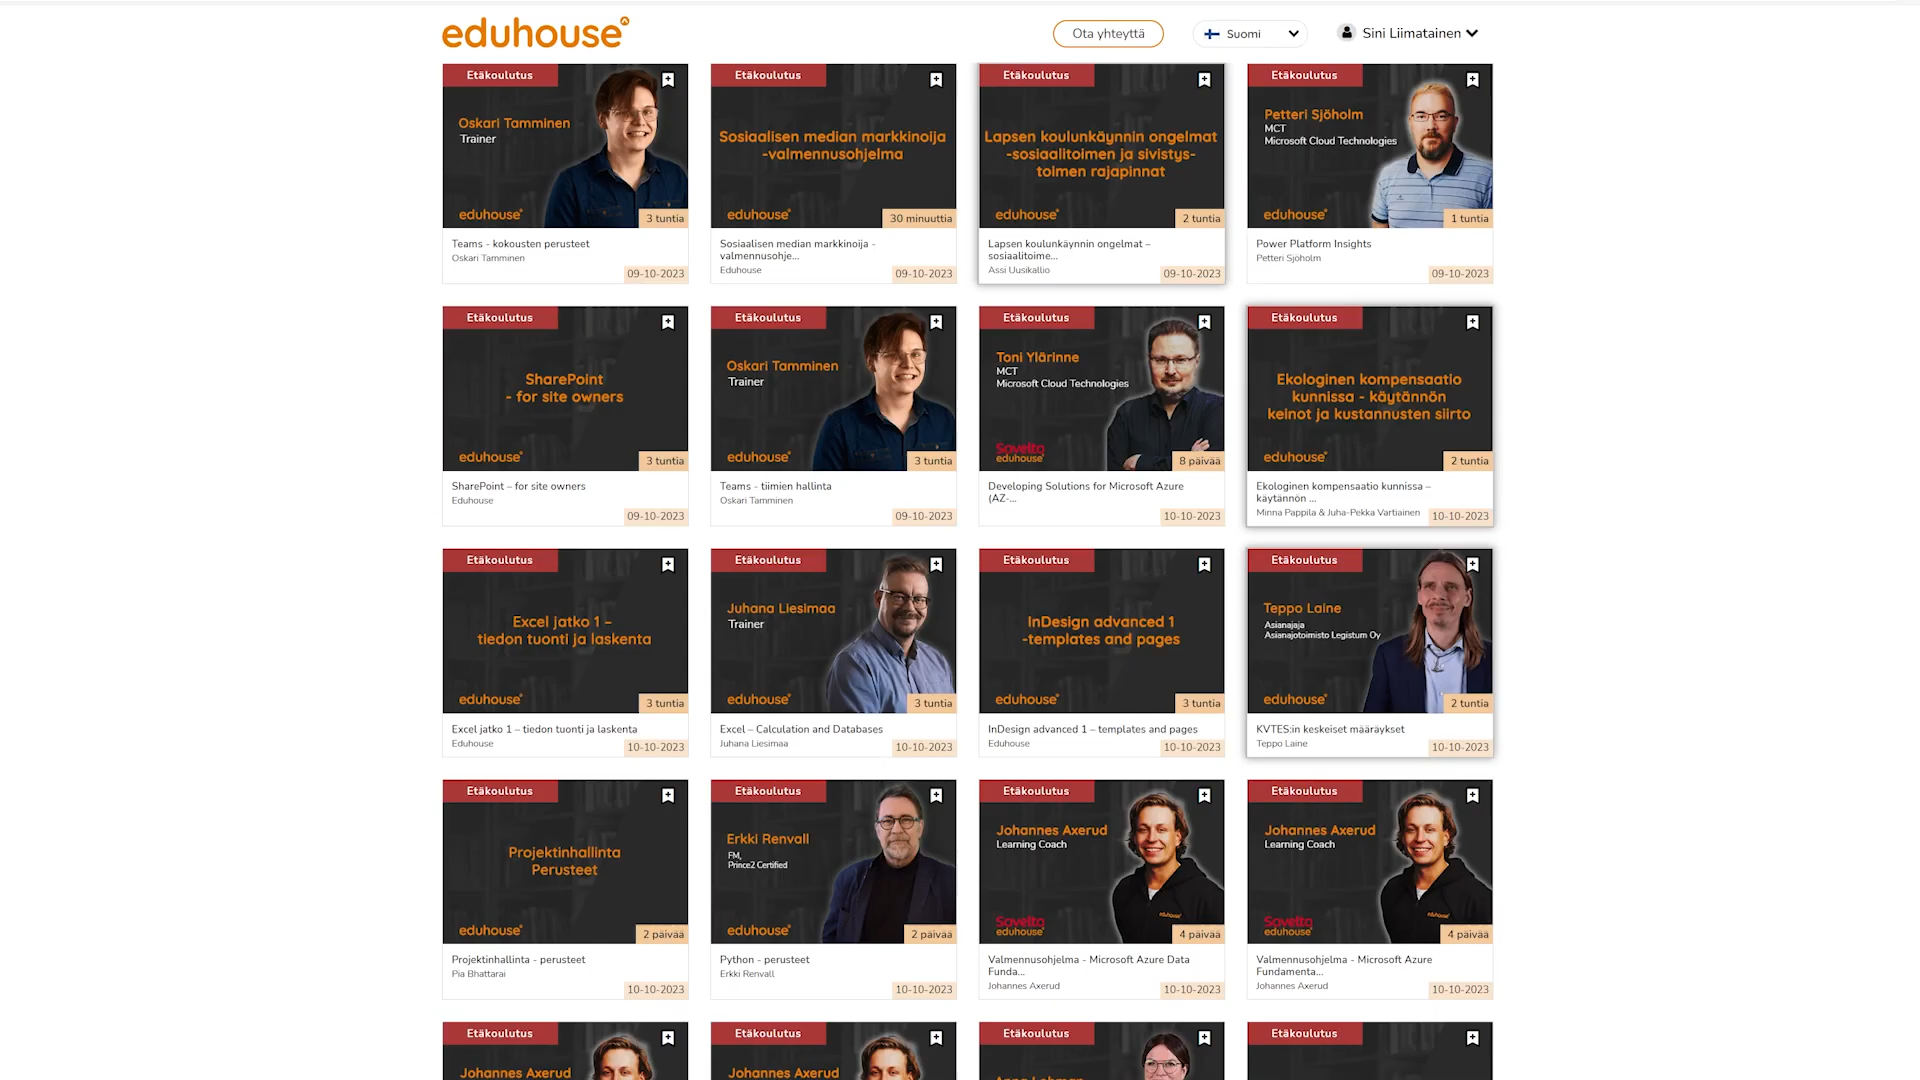 eduhouse
Ota yhteyttä
Suomi
Sini Liimatainen
Etäkoulutus
Oskari Tamminen
Trainer
eduhouse
3 tuntia
Teams - kokousten perusteet
Oskari Tamminen
09-10-2023
Etäkoulutus
Sosiaalisen median markkinoija
-valmennusohjelma
eduhouse
30 minuuttia
Sosiaalisen median markkinoija -
valmennusohje...
Eduhouse
09-10-2023
Etäkoulutus
Lapsen koulunkäynnin ongelmat
-sosiaalitoimen ja sivistys-
toimen rajapinnat
eduhouse
2 tuntia
Lapsen koulunkäynnin ongelmat –
sosiaalitoime...
Assi Uusikallio
09-10-2023
Etäkoulutus
Petteri Sjöholm
MCT
Microsoft Cloud Technologies
eduhouse
1 tuntia
Power Platform Insights
Petteri Sjöholm
09-10-2023
Etäkoulutus
SharePoint
- for site owners
eduhouse
3 tuntia
SharePoint – for site owners
Eduhouse
09-10-2023
Etäkoulutus
Oskari Tamminen
Trainer
eduhouse
3 tuntia
Teams - tiimien hallinta
Oskari Tamminen
09-10-2023
Etäkoulutus
Toni Ylärinne
MCT
Microsoft Cloud Technologies
Sovelto
eduhouse
8 päivää
Developing Solutions for Microsoft Azure
(AZ-...
10-10-2023
Etäkoulutus
Ekologinen kompensaatio
kunnissa - käytännön
keinot ja kustannusten siirto
eduhouse
2 tuntia
Ekologinen kompensaatio kunnissa –
käytännön ...
Minna Pappila & Juha-Pekka Vartiainen
10-10-2023
Etäkoulutus
Excel jatko 1 –
tiedon tuonti ja laskenta
eduhouse
3 tuntia
Excel jatko 1 – tiedon tuonti ja laskenta
Eduhouse
10-10-2023
Etäkoulutus
Juhana Liesimaa
Trainer
eduhouse
3 tuntia
Excel – Calculation and Databases
Juhana Liesimaa
10-10-2023
Etäkoulutus
InDesign advanced 1
-templates and pages
eduhouse
3 tuntia
InDesign advanced 1 – templates and pages
Eduhouse
10-10-2023
Etäkoulutus
Teppo Laine
Asianajaja
Asianajotoimisto Legistum Oy
eduhouse
2 tuntia
KVTES:in keskeiset määräykset
Teppo Laine
10-10-2023
Etäkoulutus
Projektinhallinta
Perusteet
eduhouse
2 päivää
Projektinhallinta - perusteet
Pia Bhattarai
10-10-2023
Etäkoulutus
Erkki Renvall
FM,
Prince2 Certified
eduhouse
2 päivää
Python - perusteet
Erkki Renvall
10-10-2023
Etäkoulutus
Johannes Axerud
Learning Coach
eduhouse
Sovelto
eduhouse
4 päivää
Valmennusohjelma - Microsoft Azure Data
Funda...
Johannes Axerud
10-10-2023
Etäkoulutus
Johannes Axerud
Learning Coach
eduhouse
Sovelto
eduhouse
4 päivää
Valmennusohjelma - Microsoft Azure
Fundamenta...
Johannes Axerud
10-10-2023
Etäkoulutus
Johannes Axerud
Etäkoulutus
Johannes Axerud
Etäkoulutus
Etäkoulutus